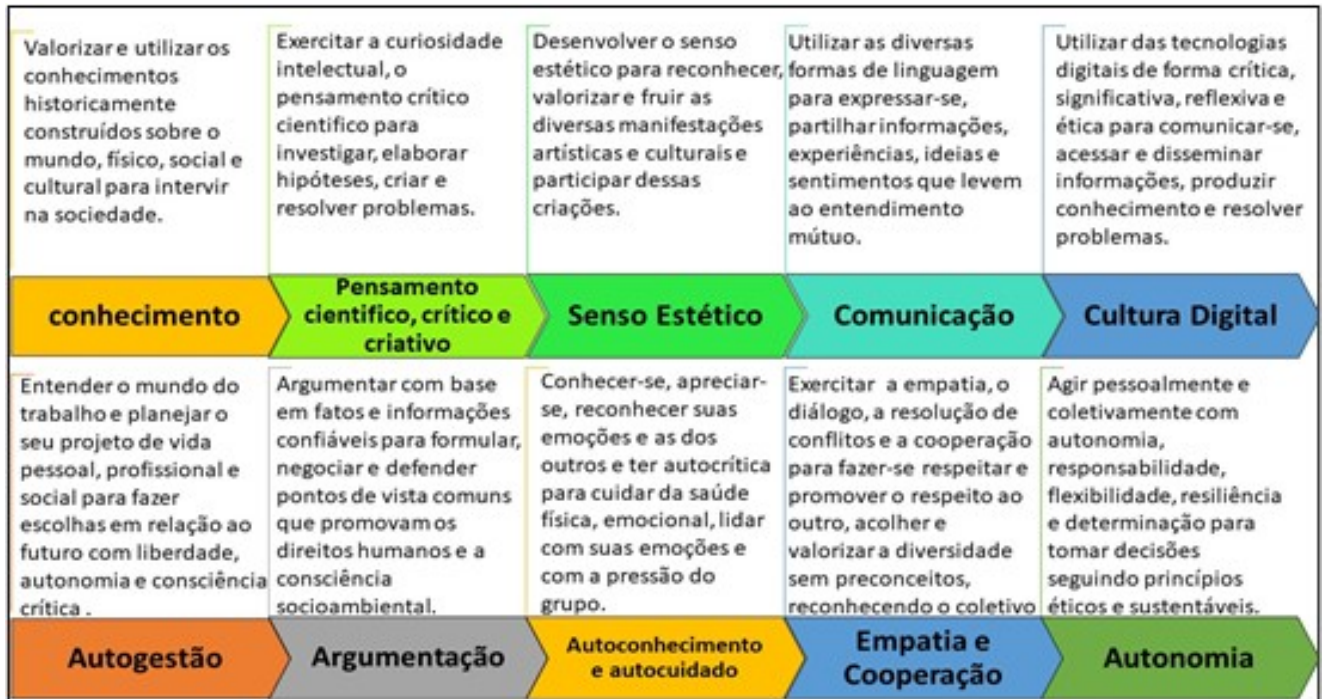 Valorizar e utilizar os
conhecimentos
historicamente
construídos sobre o
mundo, físico, social e
cultural para intervir
na sociedade.
Exercitar a curiosidade
intelectual, o
pensamento crítico
cientifico para
investigar, elaborar
hipóteses, criar e
resolver problemas.
Desenvolver o senso
estético para reconhecer,
valorizar e fruir as
diversas manifestações
artísticas e culturais e
participar dessas
criações.
Utilizar as diversas
formas de linguagem
para expressar-se,
partilhar informações,
experiências, ideias e
sentimentos que levem
ao entendimento
mútuo.
Utilizar das tecnologias
digitais de forma crítica,
significativa, reflexiva e
ética para comunicar-se,
acessar e disseminar
informações, produzir
conhecimento e resolver
problemas.
conhecimento
Pensamento
cientifico, crítico e
criativo
Senso Estético
Comunicação
Cultura Digital
Entender o mundo do
trabalho e planejar o
seu projeto de vida
pessoal, profissional e
social para fazer
escolhas em relação ao
futuro com liberdade,
autonomia e consciência
crítica .
Argumentar com base
em fatos e informações
confiáveis para formular,
negociar e defender
pontos de vista comuns
que promovam os
direitos humanos e a
consciência
socioambiental.
Conhecer-se, apreciar-
se, reconhecer suas
emoções e as dos
outros e ter autocrítica
para cuidar da saúde
física, emocional, lidar
com suas emoções e
com a pressão do
grupo.
Exercitar a empatia, o
diálogo, a resolução de
conflitos e a cooperação
para fazer-se respeitar e
promover o respeito ao
outro, acolher e
valorizar a diversidade
sem preconceitos,
reconhecendo o coletivo
Agir pessoalmente e
coletivamente com
autonomia,
responsabilidade,
flexibilidade, resiliência
e determinação para
tomar decisões
seguindo princípios
éticos e sustentáveis.
Autogestão
Argumentação
Autoconhecimento
e autocuidado
Empatia e
Cooperação
Autonomia